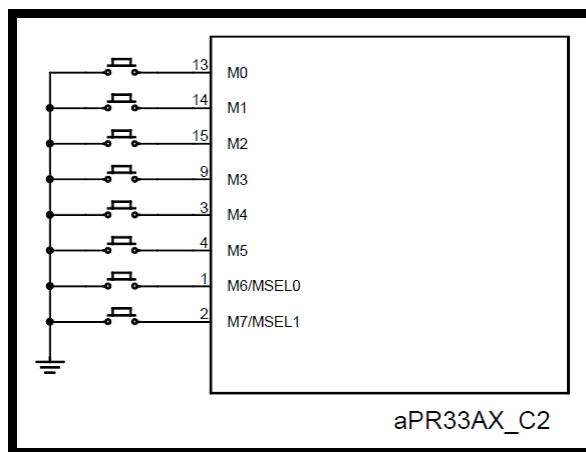 13 M0
14 M1
15 M2
9 M3
3 M4
4 M5
1 M6/MSEL0
2 M7/MSEL1
aPR33AX_C2